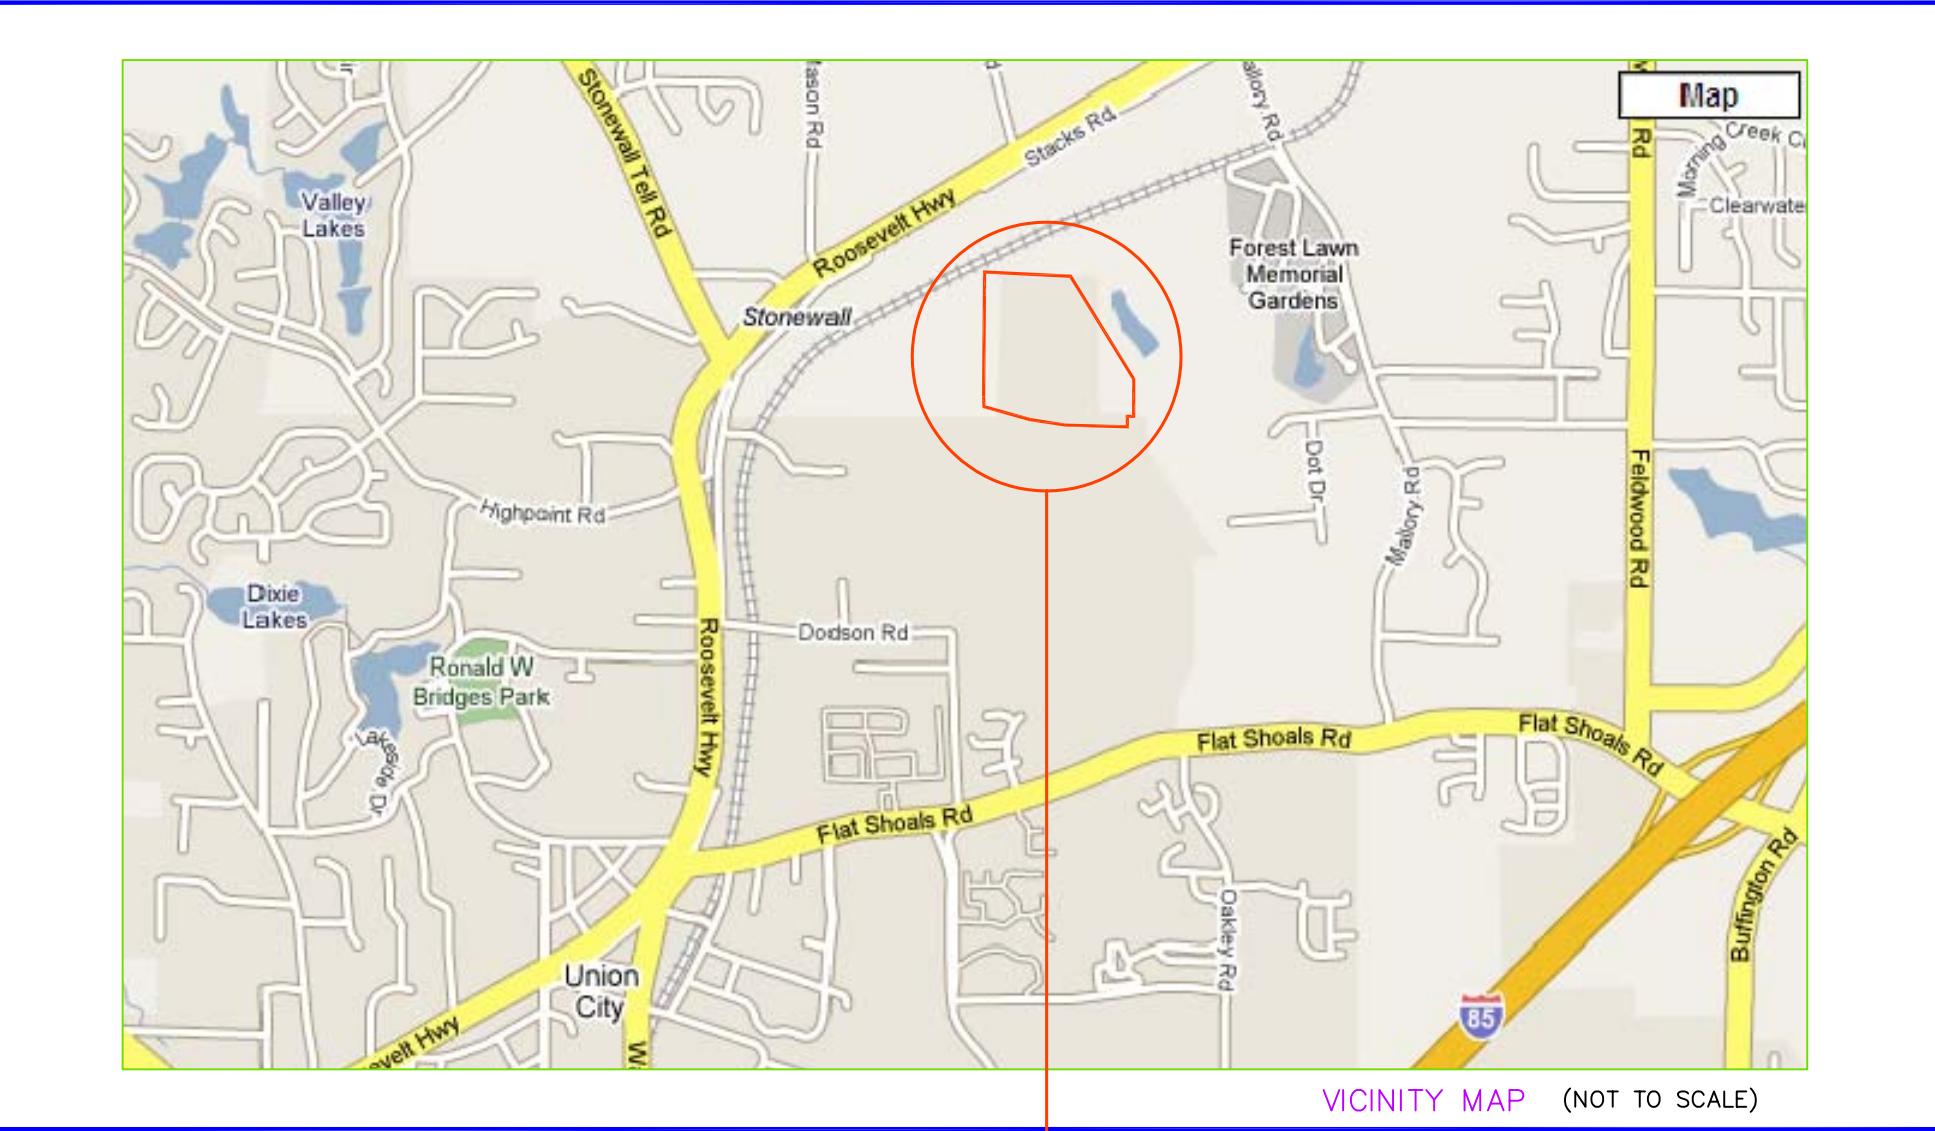 Map
Stonewall Tell Rd
Mason Rd
Stacks Rd
Mallory Rd
Rd
Creek
Morning
Clearwater
Valley
Lakes
Roosevelt Hwy
Forest Lawn
Memorial
Gardens
Stonewall
Highpoint Rd
Dot Dr
Mallory Rd
Feldwood Rd
Dixie
Lakes
Dodson Rd
Ronald W
Bridges Park
Roosevelt Hwy
Lakeside Dr
Flat Shoals Rd
Flat Shoals Rd
Flat Shoals Rd
Buffington Rd
Oakley Rd
Union
City
85
evelt Hwy
VICINITY MAP (NOT TO SCALE)